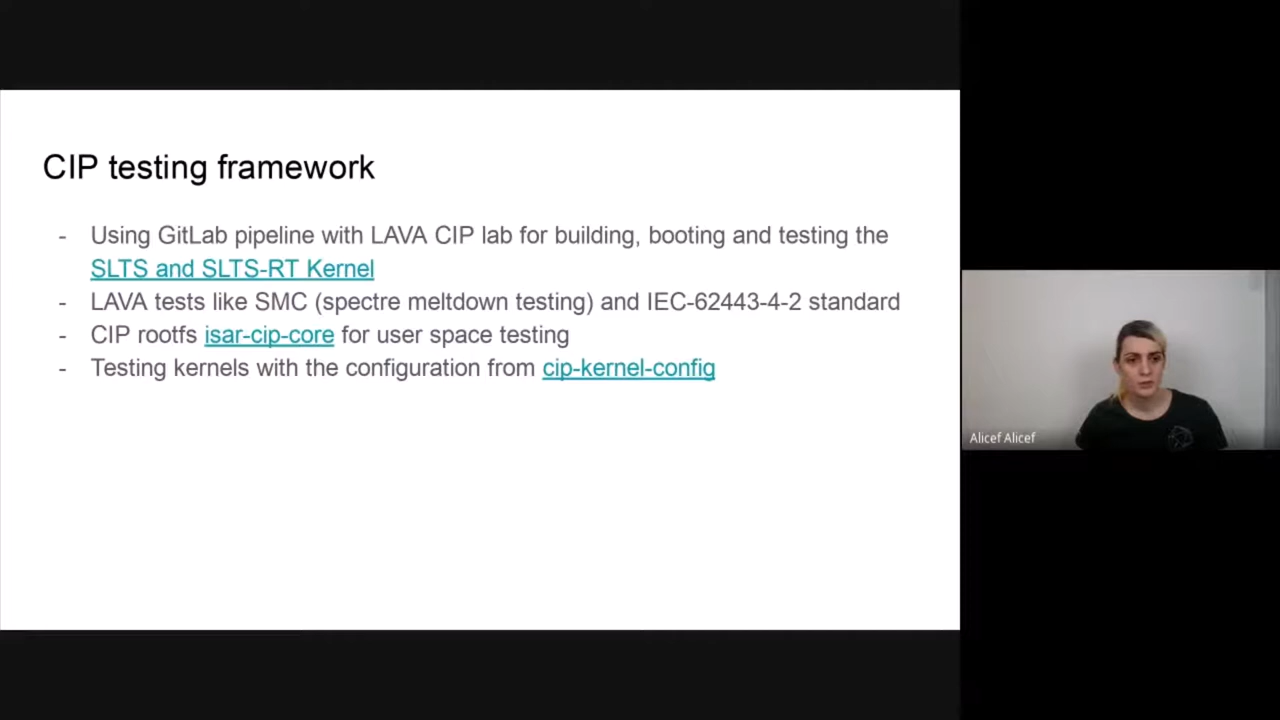 CIP testing framework
- Using GitLab pipeline with LAVA CIP lab for building, booting and testing the
SLTS and SLTS-RT Kernel
- LAVA tests like SMC (spectre meltdown testing) and IEC-62443-4-2 standard
- CIP rootfs isar-cip-core for user space testing
- Testing kernels with the configuration from cip-kernel-config
Alicef Alicef